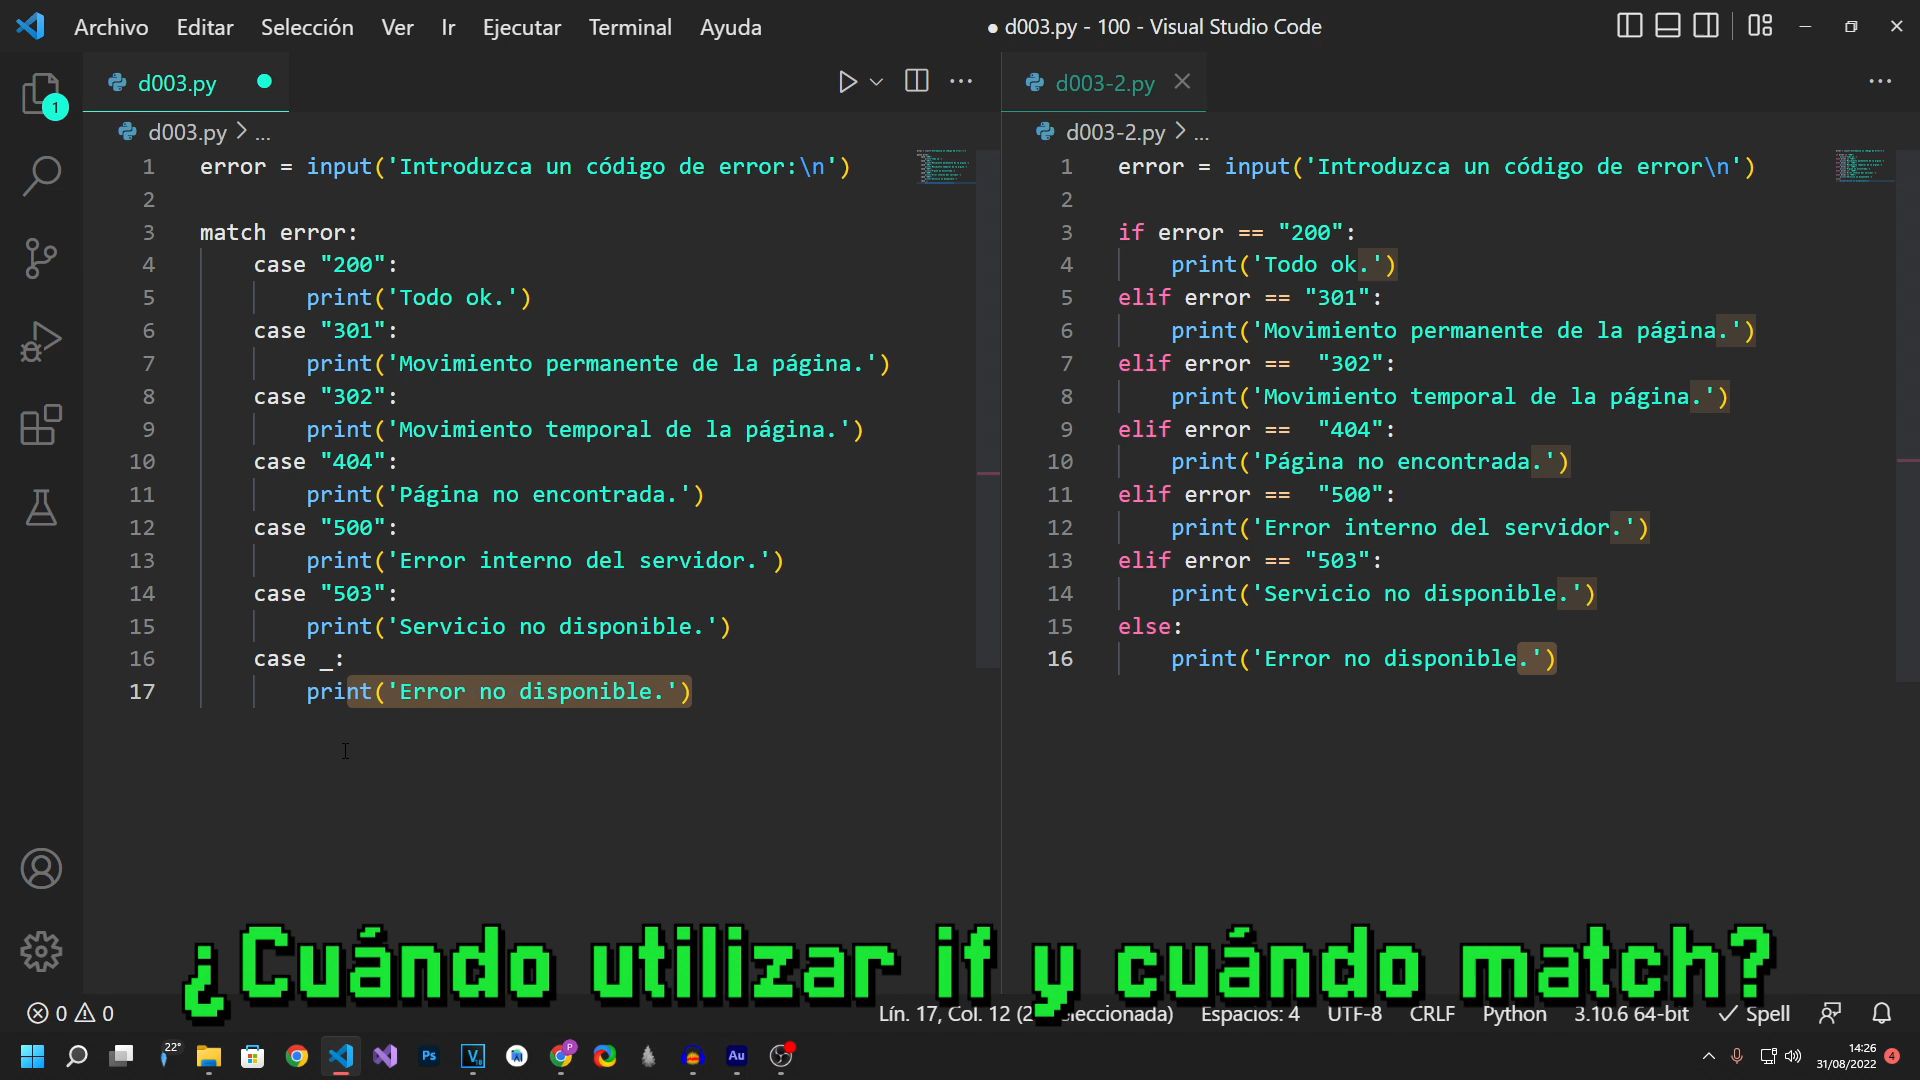 Archivo Editar Selección Ver Ir Ejecutar Terminal Ayuda
● d003.py - 100 - Visual Studio Code
d003.py
d003.py > ...
1 error = input('Introduzca un código de error:\n')
2
3 match error:
4 case "200":
5 print('Todo ok.')
6 case "301":
7 print('Movimiento permanente de la página.')
8 case "302":
9 print('Movimiento temporal de la página.')
10 case "404":
11 print('Página no encontrada.')
12 case "500":
13 print('Error interno del servidor.')
14 case "503":
15 print('Servicio no disponible.')
16 case _:
17 print('Error no disponible.')
d003-2.py
d003-2.py > ...
1 error = input('Introduzca un código de error\n')
2
3 if error == "200":
4 print('Todo ok.')
5 elif error == "301":
6 print('Movimiento permanente de la página.')
7 elif error == "302":
8 print('Movimiento temporal de la página.')
9 elif error == "404":
10 print('Página no encontrada.')
11 elif error == "500":
12 print('Error interno del servidor.')
13 elif error == "503":
14 print('Servicio no disponible.')
15 else:
16 print('Error no disponible.')
1
¿Cuándo utilizar if y cuándo match?
0 0
Lín. 17, Col. 12 (2 eleccionada) Espacios: 4 UTF-8 CRLF Python 3.10.6 64-bit Spell
22°
Ps
V
P
Au
14:26
31/08/2022
4